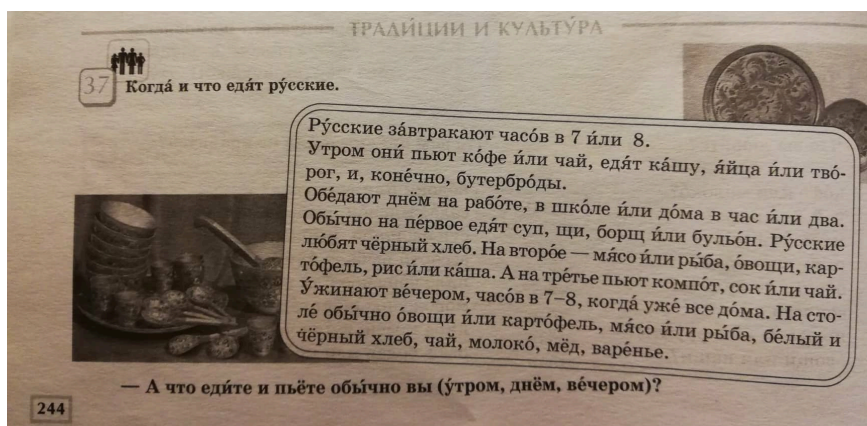 ТРАДИ́ЦИИ И КУЛЬТУ́РА
37 Когда́ и что едя́т ру́сские.
Ру́сские за́втракают часо́в в 7 и́ли 8.
Утром они́ пьют ко́фе и́ли чай, едя́т ка́шу, я́йца и́ли тво́-
рог, и, коне́чно, бутербро́ды.
Обе́дают днём на рабо́те, в шко́ле и́ли до́ма в час и́ли два.
Обы́чно на пе́рвое едя́т суп, щи, борщ и́ли бульо́н. Ру́сские
лю́бят чёрный хлеб. На второ́е — мя́со и́ли ры́ба, о́вощи, кар-
то́фель, рис и́ли ка́ша. А на тре́тье пьют компо́т, сок и́ли чай.
У́жинают ве́чером, часо́в в 7–8, когда́ уже́ все до́ма. На сто-
ле́ обы́чно о́вощи и́ли карто́фель, мя́со и́ли ры́ба, бе́лый и
чёрный хлеб, чай, молоко́, мёд, варе́нье.
— А что еди́те и пьёте обы́чно вы (у́тром, днём, ве́чером)?
244